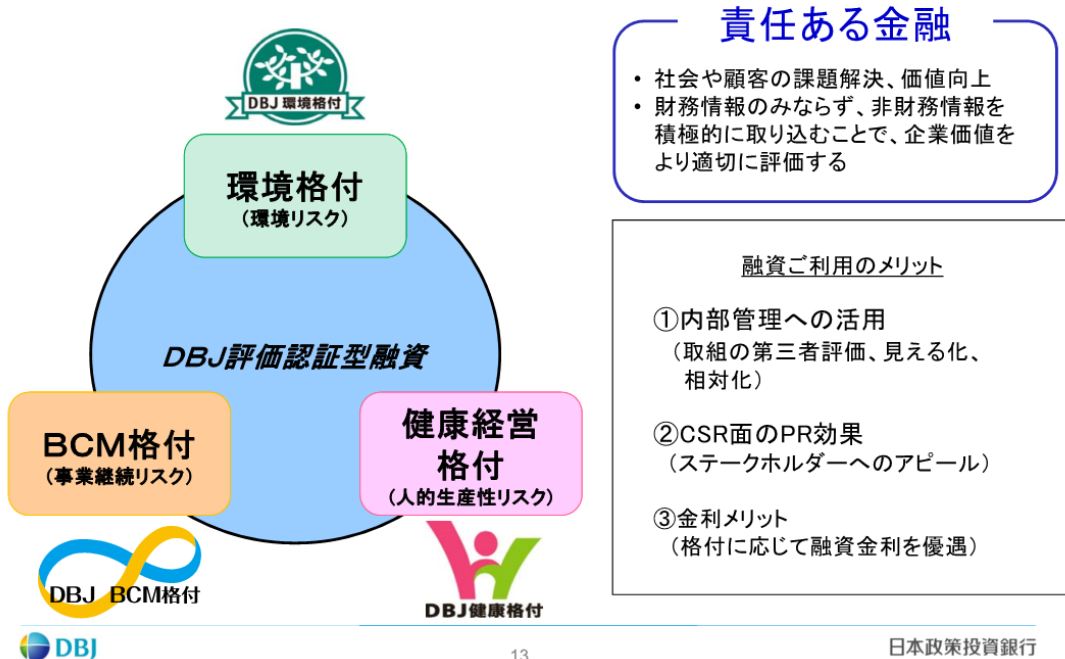 DBJ 環境格付
環境格付
（環境リスク）
DBJ評価認証型融資
BCM格付
（事業継続リスク）
健康経営
格付
（人的生産性リスク）
DBJ BCM格付
DBJ健康格付
責任ある金融
• 社会や顧客の課題解決、価値向上
• 財務情報のみならず、非財務情報を
積極的に取り込むことで、企業価値を
より適切に評価する
融資ご利用のメリット
①内部管理への活用
（取組の第三者評価、見える化、
相対化）
②CSR面のPR効果
（ステークホルダーへのアピール）
③金利メリット
（格付に応じて融資金利を優遇）
DBJ
13
日本政策投資銀行